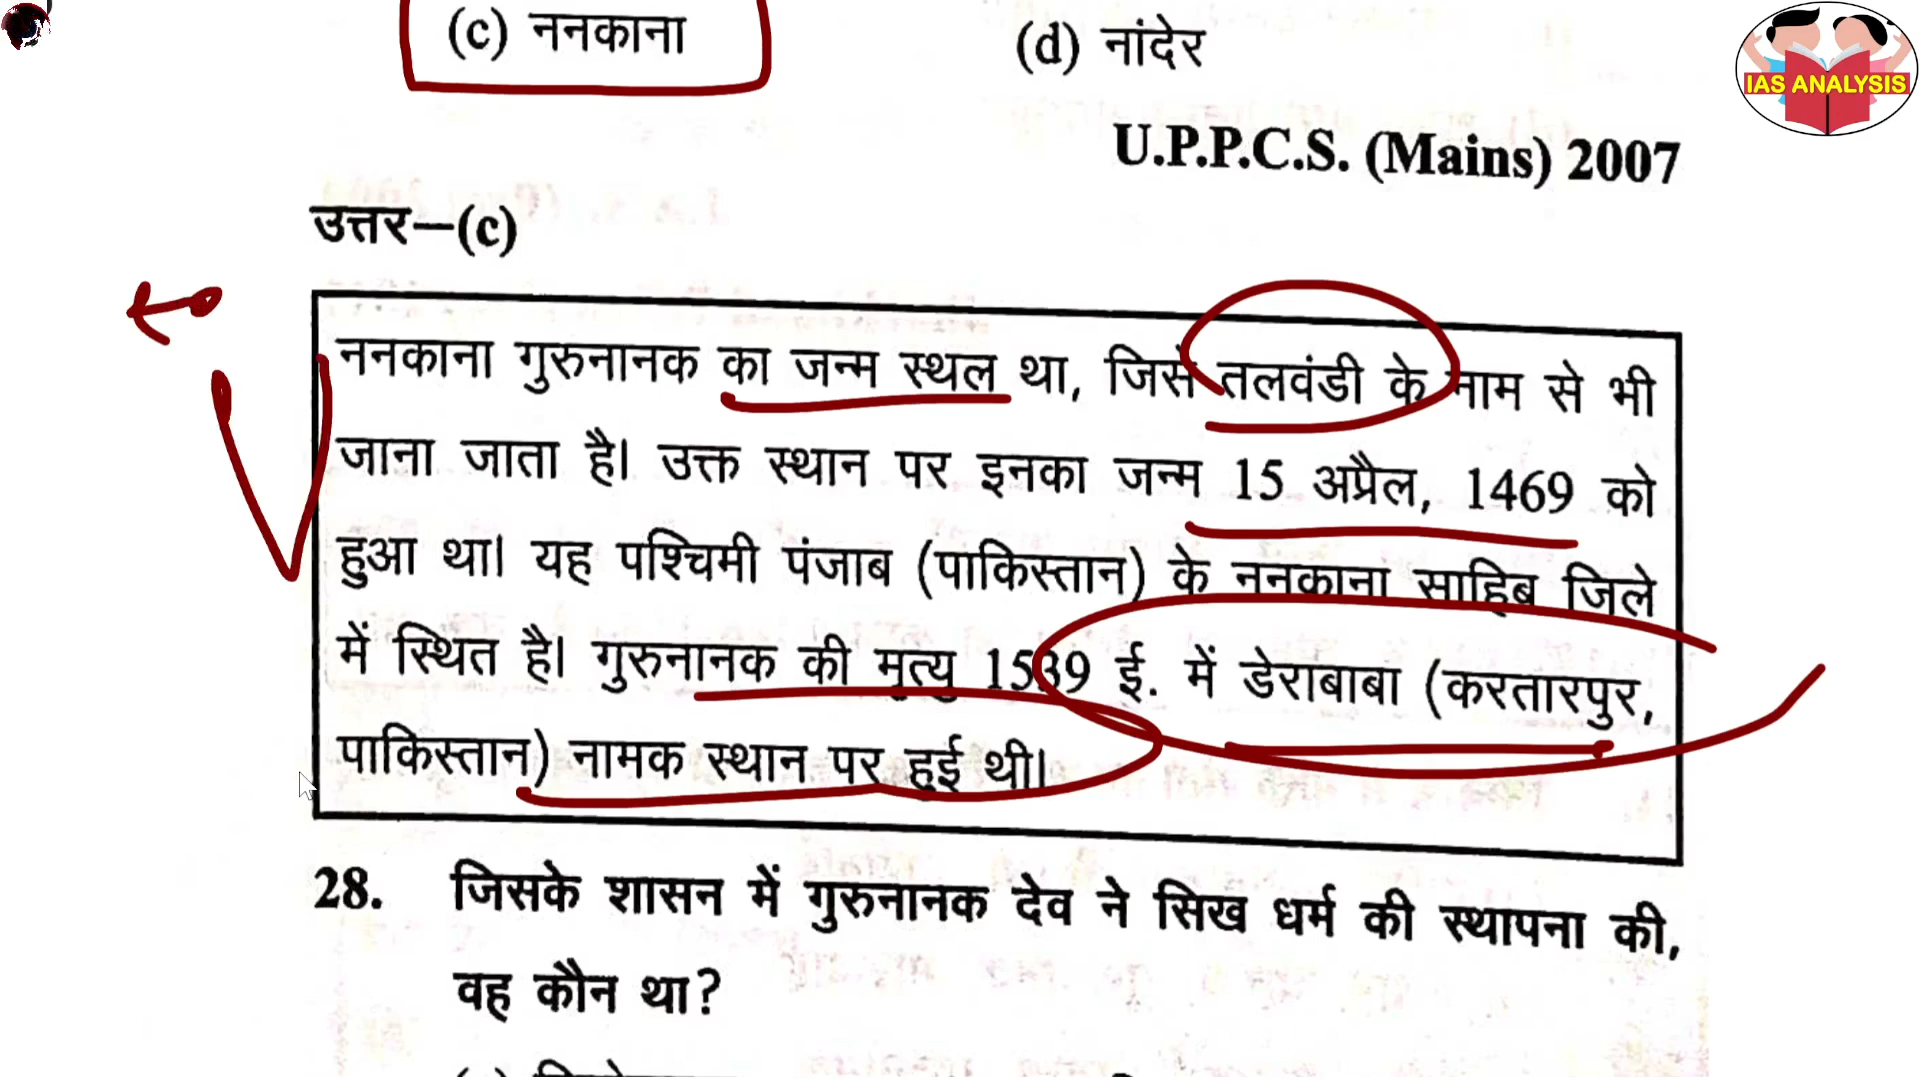 (c) ननकाना (d) नांदेर
IAS ANALYSIS
U.P.P.C.S. (Mains) 2007
उत्तर—(c)
ननकाना गुरुनानक का जन्म स्थल था, जिसे तलवंडी के नाम से भी
जाना जाता है। उक्त स्थान पर इनका जन्म 15 अप्रैल, 1469 को
हुआ था। यह पश्चिमी पंजाब (पाकिस्तान) के ननकाना साहिब जिले
में स्थित है। गुरुनानक की मृत्यु 1539 ई. में डेराबाबा (करतारपुर,
पाकिस्तान) नामक स्थान पर हुई थी।
28. जिसके शासन में गुरुनानक देव ने सिख धर्म की स्थापना की,
वह कौन था?